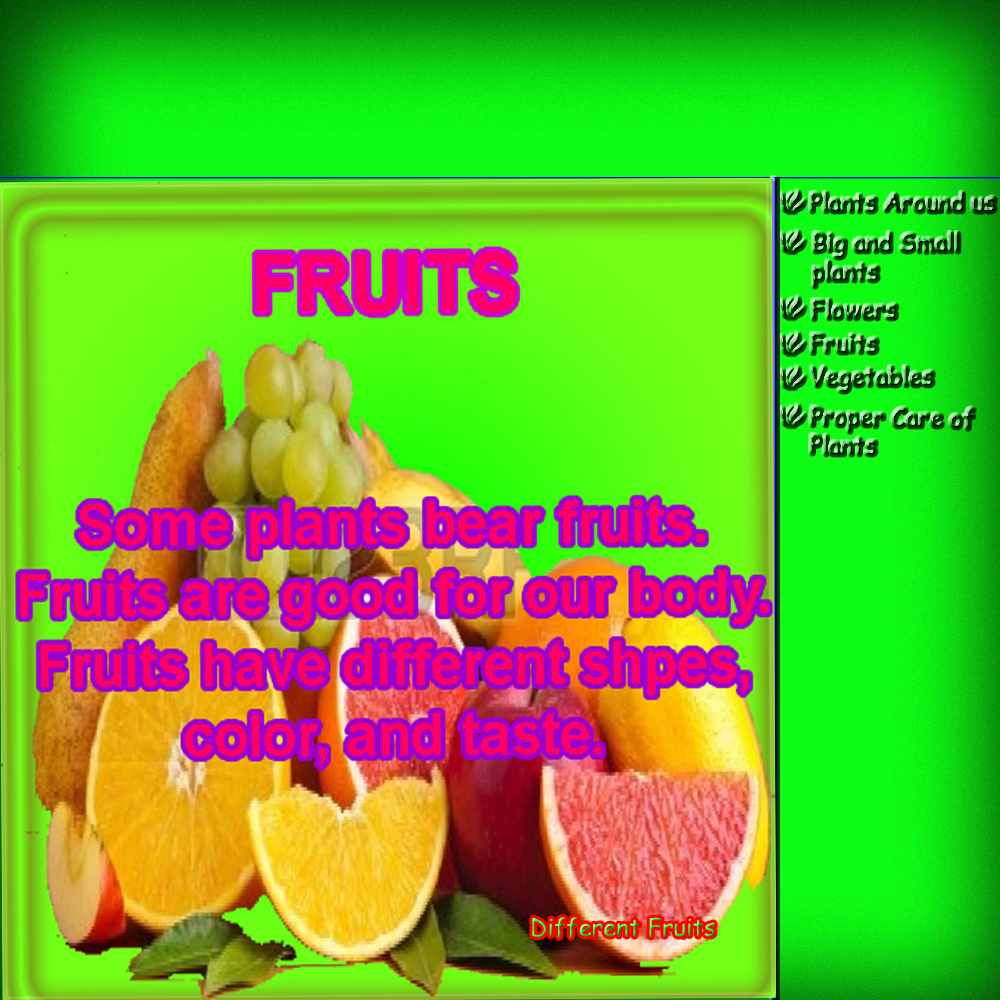 FRUITS
Some plants bear fruits.
Fruits are good for our body.
Fruits have different shpes,
color, and taste.
Different Fruits
Plants Around us
Big and Small
plants
Flowers
Fruits
Vegetables
Proper Care of
Plants